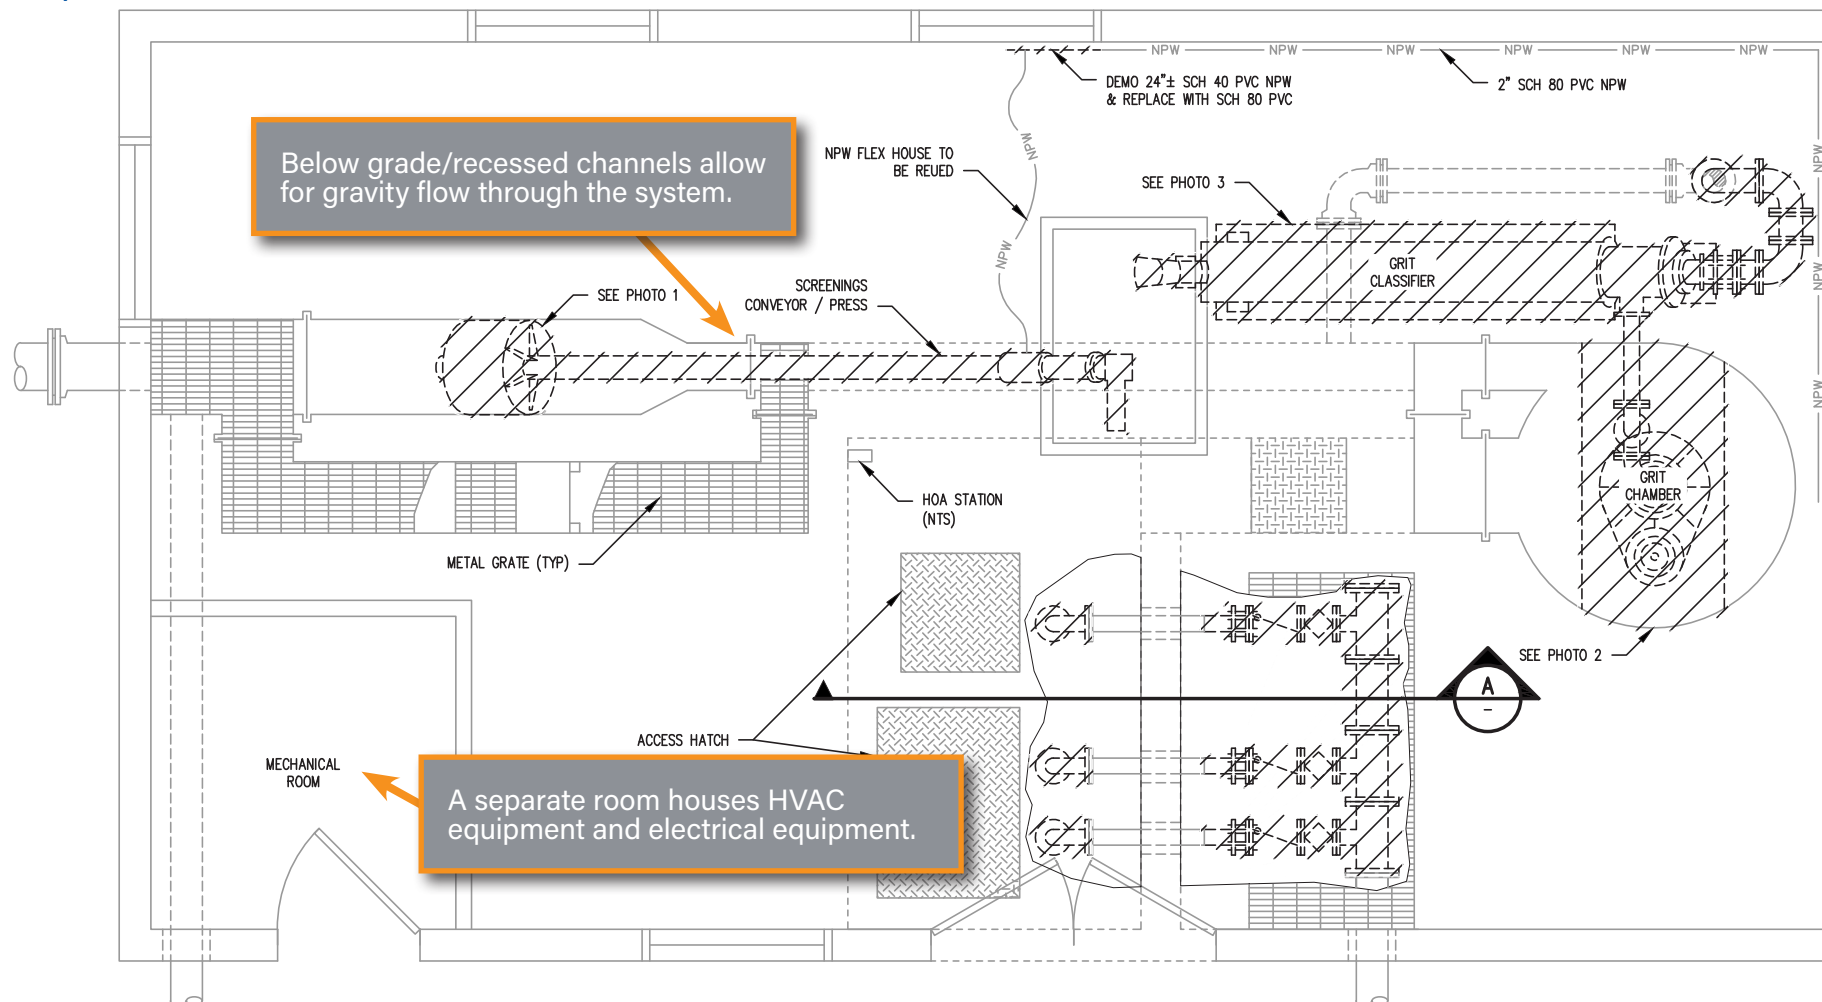 NPW NPW NPW NPW NPW NPW
DEMO 24"± SCH 40 PVC NPW
& REPLACE WITH SCH 80 PVC
2" SCH 80 PVC NPW
Below grade/recessed channels allow
for gravity flow through the system.
NPW FLEX HOUSE TO
BE REUED
NPW
NPW
SEE PHOTO 3
NPW
NPW
NPW
GRIT
CLASSIFIER
SEE PHOTO 1
SCREENINGS
CONVEYOR / PRESS
HOA STATION
(NTS)
GRIT
CHAMBER
METAL GRATE (TYP)
SEE PHOTO 2
A
–
ACCESS HATCH
MECHANICAL
ROOM
A separate room houses HVAC
equipment and electrical equipment.